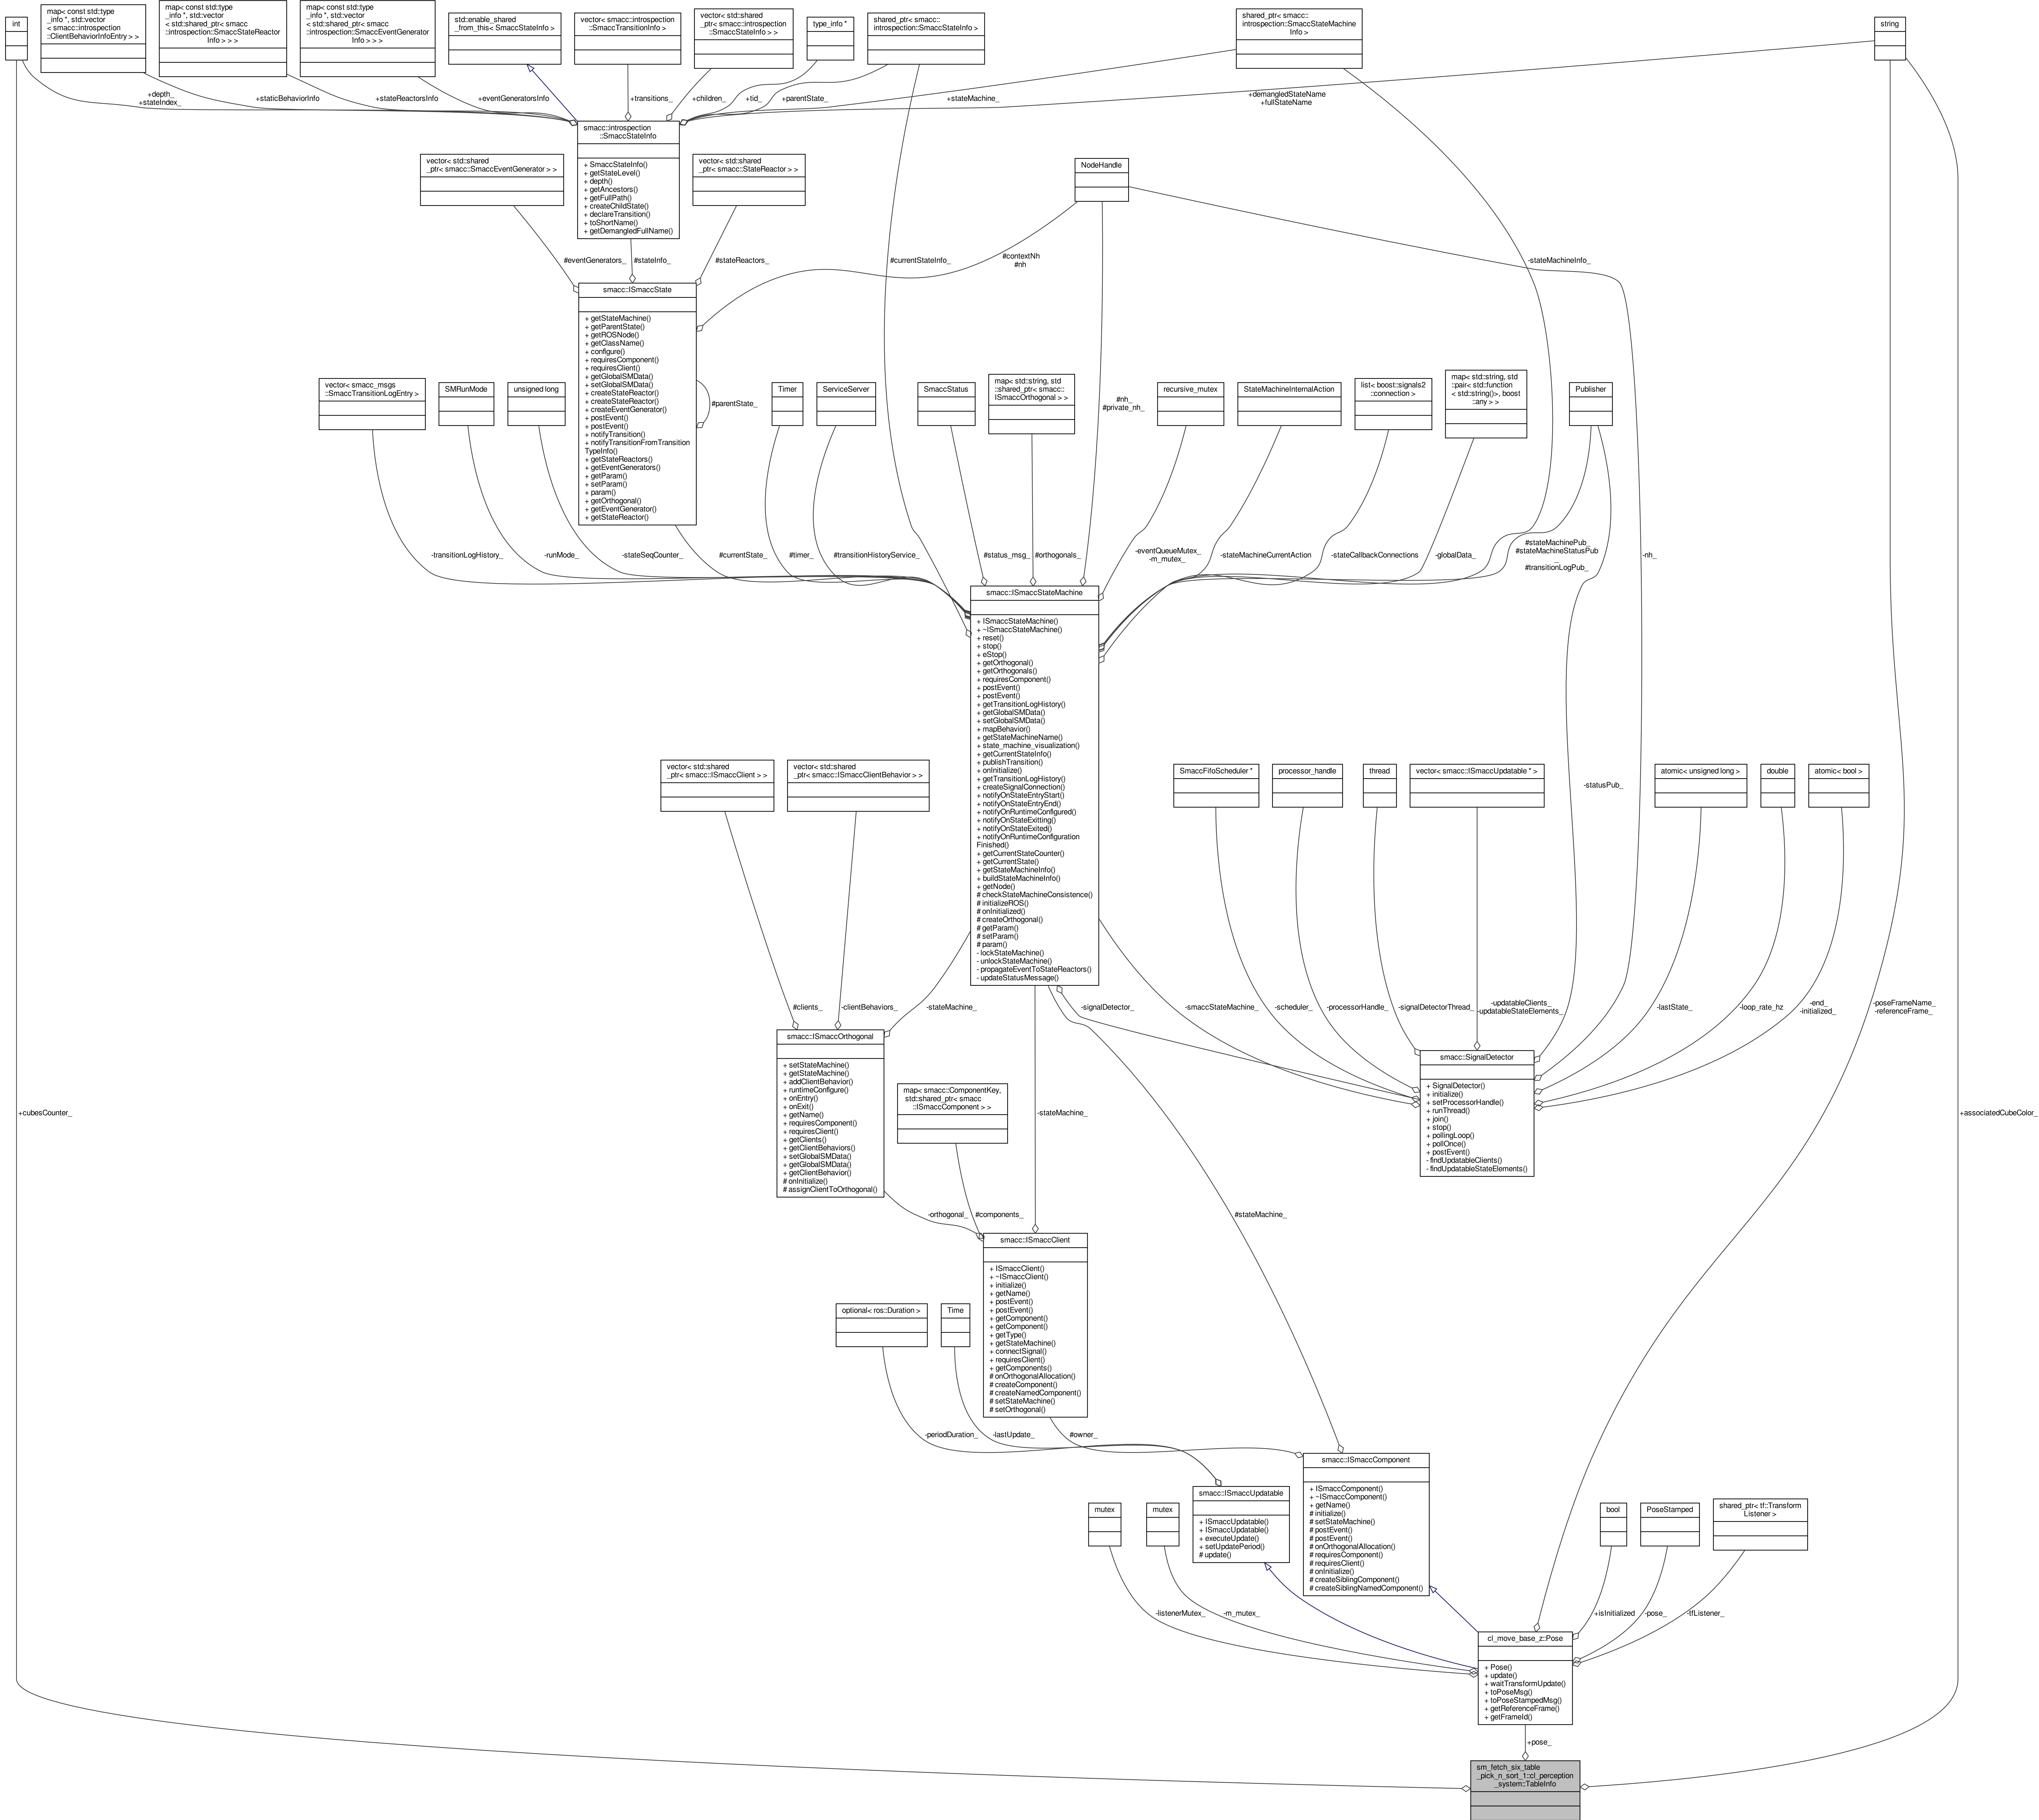 int
map< const std::type
_info *, std::vector
< smacc::introspection
::ClientBehaviorInfoEntry > >
map< const std::type
_info *, std::vector
< std::shared_ptr< smacc
::introspection::SmaccStateReactor
Info > > >
map< const std::type
_info *, std::vector
< std::shared_ptr< smacc
::introspection::SmaccEventGenerator
Info > > >
std::enable_shared
_from_this< SmaccStateInfo >
vector< smacc::introspection
::SmaccTransitionInfo >
vector< std::shared
_ptr< smacc::introspection
::SmaccStateInfo > >
type_info *
shared_ptr< smacc::
introspection::SmaccStateInfo >
shared_ptr< smacc::
introspection::SmaccStateMachine
Info >
string
+depth_
+stateIndex_
+staticBehaviorInfo
+stateReactorsInfo
+eventGeneratorsInfo
+transitions_
+children_
+tid_
+parentState_
+stateMachine_
+demangledStateName
+fullStateName
smacc::introspection
::SmaccStateInfo
+ SmaccStateInfo()
+ getStateLevel()
+ depth()
+ getAncestors()
+ getFullPath()
+ createChildState()
+ declareTransition()
+ toShortName()
+ getDemangledFullName()
vector< std::shared
_ptr< smacc::SmaccEventGenerator > >
vector< std::shared
_ptr< smacc::StateReactor > >
NodeHandle
#eventGenerators_
#stateInfo_
#stateReactors_
#currentStateInfo_
#contextNh
#nh
-stateMachineInfo_
smacc::ISmaccState
+ getStateMachine()
+ getParentState()
+ getROSNode()
+ getClassName()
+ configure()
+ requiresComponent()
+ requiresClient()
+ getGlobalSMData()
+ setGlobalSMData()
+ createStateReactor()
+ createStateReactor()
+ createEventGenerator()
+ postEvent()
+ postEvent()
+ notifyTransition()
+ notifyTransitionFromTransition
TypeInfo()
+ getStateReactors()
+ getEventGenerators()
+ getParam()
+ setParam()
+ param()
+ getOrthogonal()
+ getEventGenerator()
+ getStateReactor()
#parentState_
vector< smacc_msgs
::SmaccTransitionLogEntry >
SMRunMode
unsigned long
Timer
ServiceServer
SmaccStatus
map< std::string, std
::shared_ptr< smacc::
ISmaccOrthogonal > >
#nh_
#private_nh_
recursive_mutex
StateMachineInternalAction
list< boost::signals2
::connection >
map< std::string, std
::pair< std::function
< std::string()>, boost
::any > >
Publisher
-transitionLogHistory_
-runMode_
-stateSeqCounter_
#currentState_
#timer_
#transitionHistoryService_
#status_msg_
#orthogonals_
-eventQueueMutex_
-m_mutex_
-stateMachineCurrentAction
-stateCallbackConnections
-globalData_
#stateMachinePub_
#stateMachineStatusPub
_
#transitionLogPub_
-nh_
smacc::ISmaccStateMachine
+ ISmaccStateMachine()
+ ~ISmaccStateMachine()
+ reset()
+ stop()
+ eStop()
+ getOrthogonal()
+ getOrthogonals()
+ requiresComponent()
+ postEvent()
+ postEvent()
+ getTransitionLogHistory()
+ getGlobalSMData()
+ setGlobalSMData()
+ mapBehavior()
+ getStateMachineName()
+ state_machine_visualization()
+ getCurrentStateInfo()
+ publishTransition()
+ onInitialize()
+ getTransitionLogHistory()
+ createSignalConnection()
+ notifyOnStateEntryStart()
+ notifyOnStateEntryEnd()
+ notifyOnRuntimeConfigured()
+ notifyOnStateExitting()
+ notifyOnStateExited()
+ notifyOnRuntimeConfiguration
Finished()
+ getCurrentStateCounter()
+ getCurrentState()
+ getStateMachineInfo()
+ buildStateMachineInfo()
+ getNode()
# checkStateMachineConsistence()
# initializeROS()
# onInitialized()
# createOrthogonal()
# getParam()
# setParam()
# param()
- lockStateMachine()
- unlockStateMachine()
- propagateEventToStateReactors()
- updateStatusMessage()
vector< std::shared
_ptr< smacc::ISmaccClient > >
vector< std::shared
_ptr< smacc::ISmaccClientBehavior > >
SmaccFifoScheduler *
processor_handle
thread
vector< smacc::ISmaccUpdatable * >
-statusPub_
atomic< unsigned long >
double
atomic< bool >
#clients_
-clientBehaviors_
-stateMachine_
-signalDetector_
-smaccStateMachine_
-scheduler_
-processorHandle_
-signalDetectorThread_
-updatableClients_
-updatableStateElements_
-lastState_
-loop_rate_hz
-end_
-initialized_
-poseFrameName_
-referenceFrame_
smacc::ISmaccOrthogonal
+ setStateMachine()
+ getStateMachine()
+ addClientBehavior()
+ runtimeConfigure()
+ onEntry()
+ onExit()
+ getName()
+ requiresComponent()
+ requiresClient()
+ getClients()
+ getClientBehaviors()
+ setGlobalSMData()
+ getGlobalSMData()
+ getClientBehavior()
# onInitialize()
# assignClientToOrthogonal()
map< smacc::ComponentKey,
std::shared_ptr< smacc
::ISmaccComponent > >
smacc::SignalDetector
+ SignalDetector()
+ initialize()
+ setProcessorHandle()
+ runThread()
+ join()
+ stop()
+ pollingLoop()
+ pollOnce()
+ postEvent()
- findUpdatableClients()
- findUpdatableStateElements()
+cubesCounter_
-stateMachine_
+associatedCubeColor_
-orthogonal_
#components_
#stateMachine_
smacc::ISmaccClient
+ ISmaccClient()
+ ~ISmaccClient()
+ initialize()
+ getName()
+ postEvent()
+ postEvent()
+ getComponent()
+ getComponent()
+ getType()
+ getStateMachine()
+ connectSignal()
+ requiresClient()
+ getComponents()
# onOrthogonalAllocation()
# createComponent()
# createNamedComponent()
# setStateMachine()
# setOrthogonal()
optional< ros::Duration >
Time
-periodDuration_
-lastUpdate_
#owner_
smacc::ISmaccComponent
+ ISmaccComponent()
+ ~ISmaccComponent()
+ getName()
# initialize()
# setStateMachine()
# postEvent()
# postEvent()
# onOrthogonalAllocation()
# requiresComponent()
# requiresClient()
# onInitialize()
# createSiblingComponent()
# createSiblingNamedComponent()
smacc::ISmaccUpdatable
+ ISmaccUpdatable()
+ ISmaccUpdatable()
+ executeUpdate()
+ setUpdatePeriod()
# update()
mutex
mutex
bool
PoseStamped
shared_ptr< tf::Transform
Listener >
-listenerMutex_
-m_mutex_
+isInitialized
-pose_
-tfListener_
cl_move_base_z::Pose
+ Pose()
+ update()
+ waitTransformUpdate()
+ toPoseMsg()
+ toPoseStampedMsg()
+ getReferenceFrame()
+ getFrameId()
+pose_
sm_fetch_six_table
_pick_n_sort_1::cl_perception
_system::TableInfo